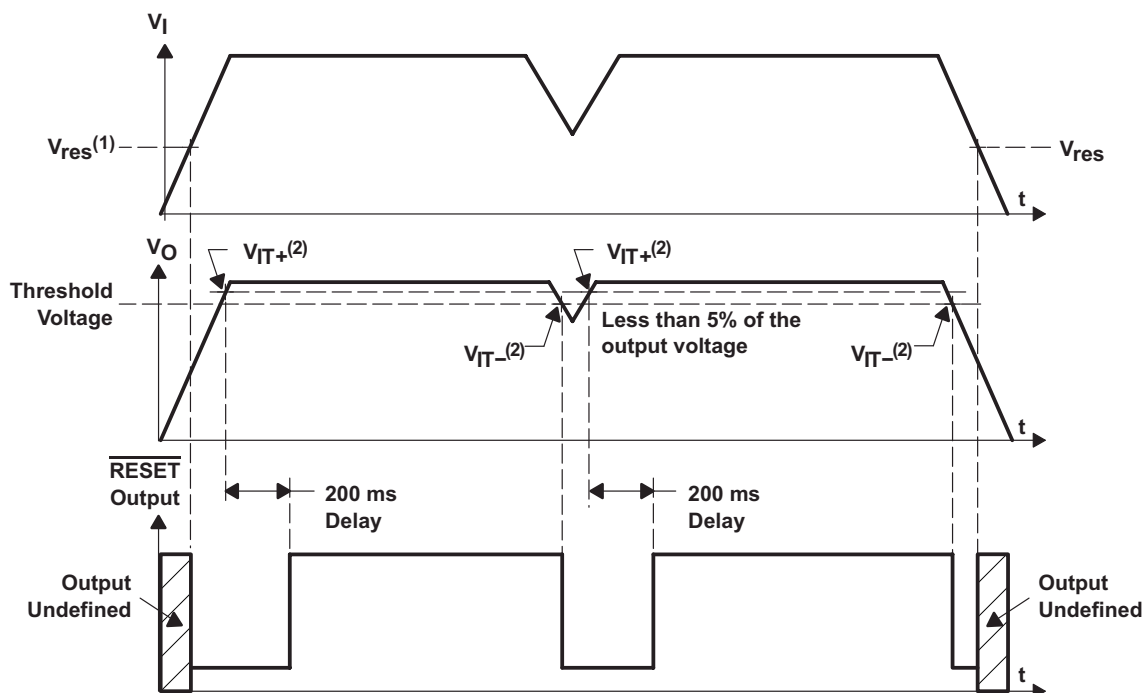 VI
Vres(1)
Vres
t
VO
VIT+(2)
VIT+(2)
Threshold
Voltage
Less than 5% of the
output voltage
VIT–(2)
VIT–(2)
t
RESET
Output
200 ms
Delay
200 ms
Delay
Output
Undefined
Output
Undefined
t